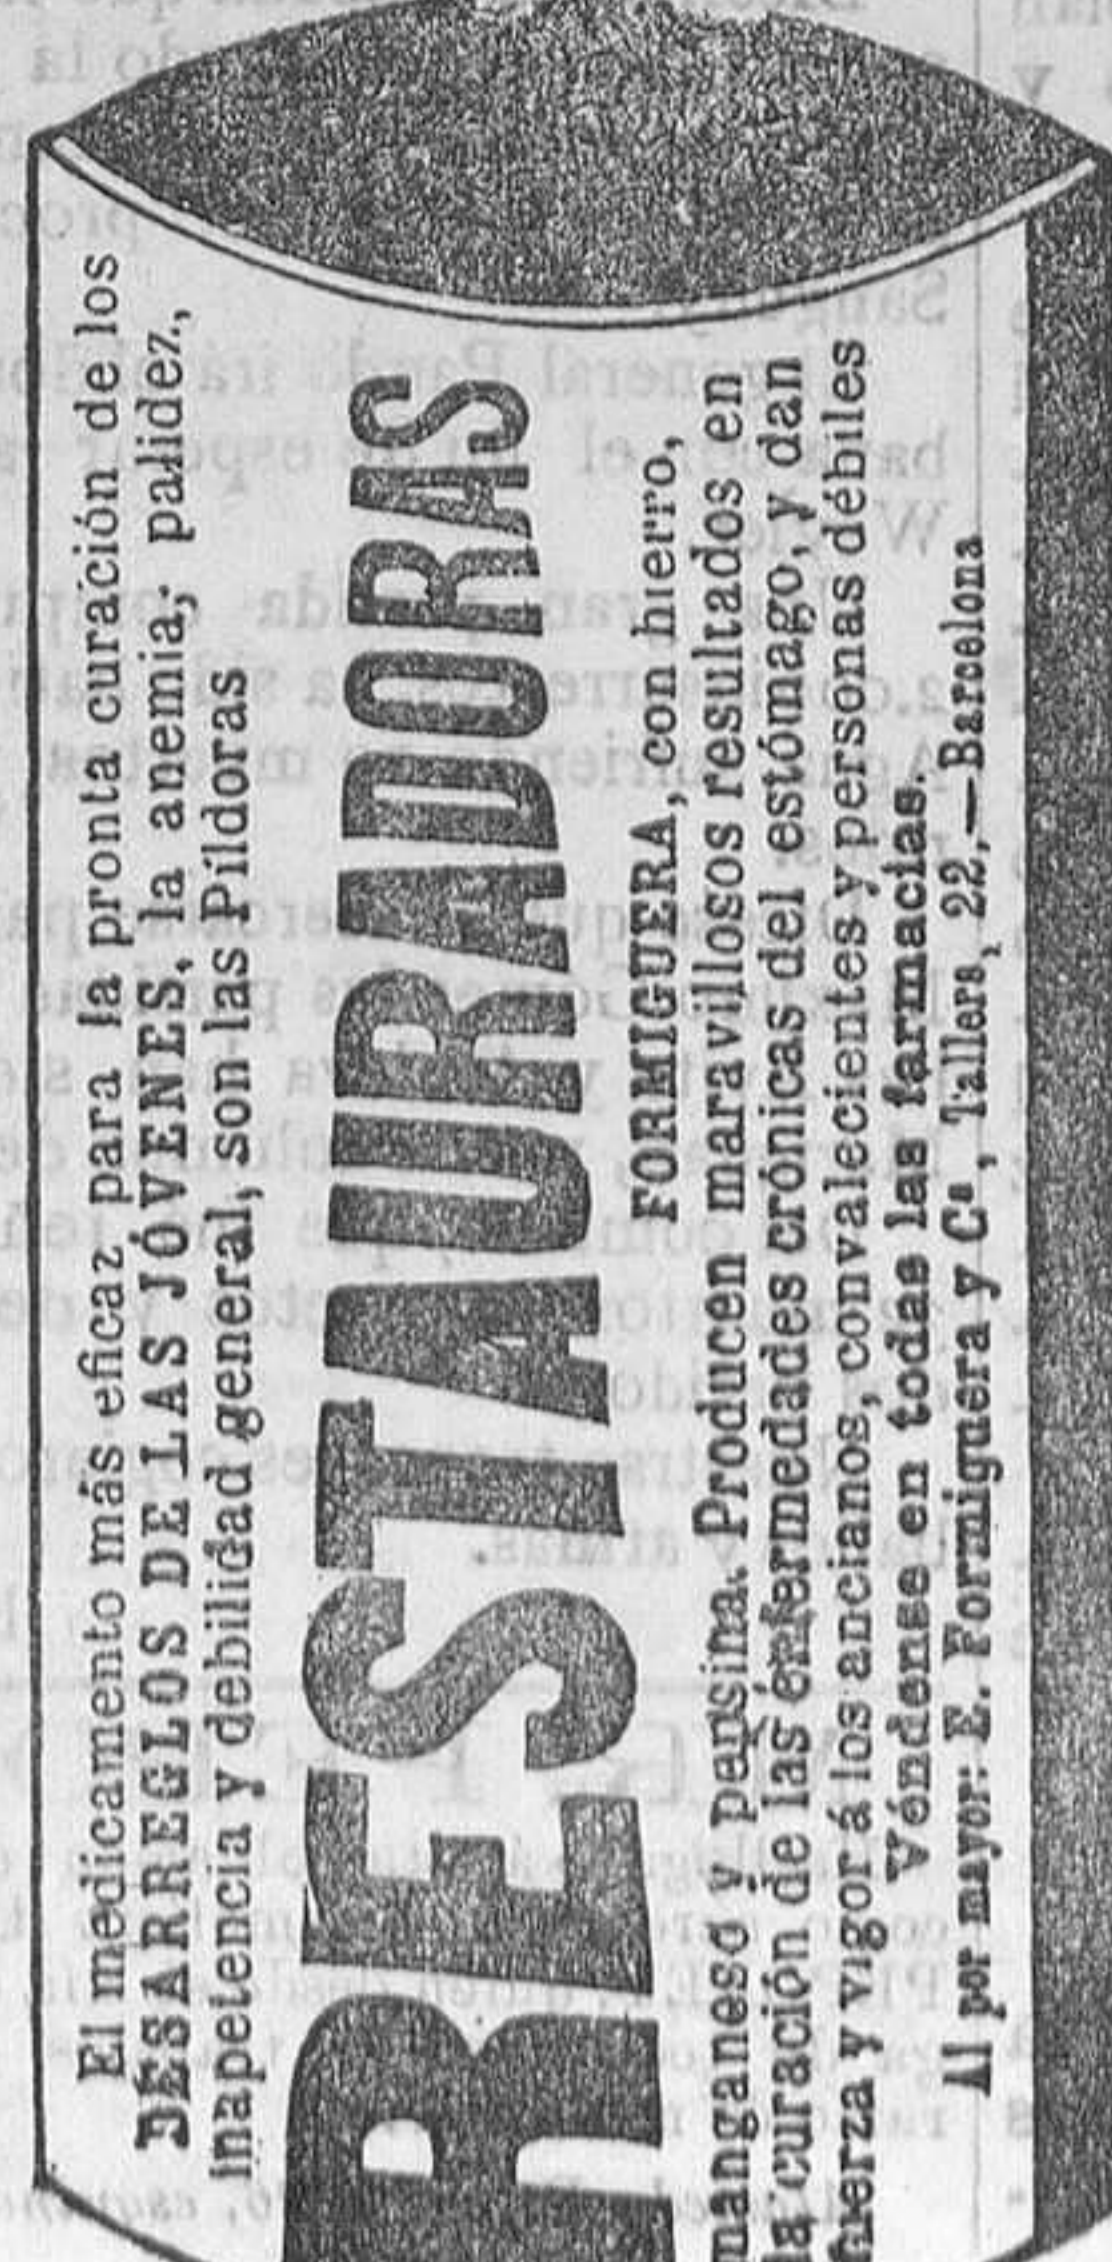 El medicamento más eficaz para la pronta curación de los
DESARREGLOS DE LAS JÓVENES, la anemia; palidez,
inapetencia y debilidad general, son las Píldoras
RESTAURADORAS
FORMIGUERA, con hierro,
manganeso y pepsina. Producen maravillosos resultados en
la curación de las enfermedades crónicas del estómago, y dan
fuerza y vigor á los ancianos, convalecientes y personas débiles
Véndense en todas las farmacias.
Al por mayor: E. Formiguera y Cª, Tallers, 22,—Barcelona